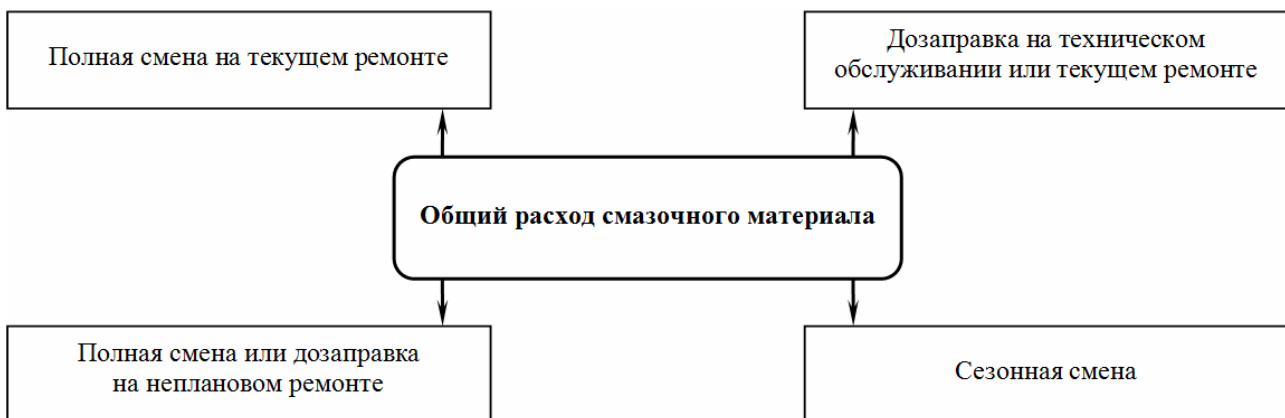 Полная смена на текущем ремонте
Дозаправка на техническом
обслуживании или текущем ремонте
Общий расход смазочного материала
Полная смена или дозаправка
на неплановом ремонте
Сезонная смена